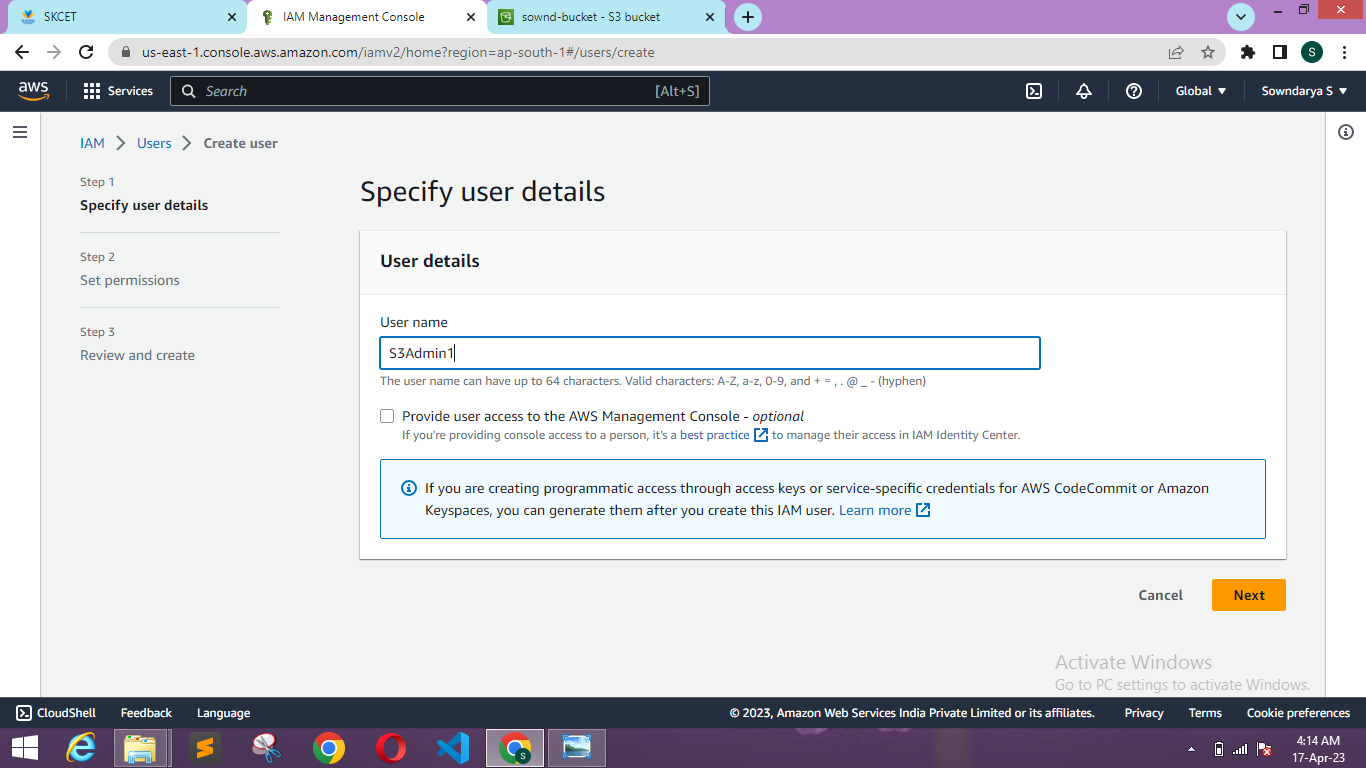 SKCET
IAM Management Console
sownd-bucket - S3 bucket
us-east-1.console.aws.amazon.com/iamv2/home?region=ap-south-1#/users/create
S
aws
Services
Search
[Alt+S]
Global
Sowndarya S
IAM
Users
Create user
Step 1
Specify user details
Step 2
Set permissions
Step 3
Review and create
Specify user details
User details
User name
S3Admin1
The user name can have up to 64 characters. Valid characters: A-Z, a-z, 0-9, and + = , . @ _ - (hyphen)
Provide user access to the AWS Management Console - optional
If you're providing console access to a person, it's a best practice to manage their access in IAM Identity Center.
If you are creating programmatic access through access keys or service-specific credentials for AWS CodeCommit or Amazon
Keyspaces, you can generate them after you create this IAM user. Learn more
Cancel
Next
Activate Windows
Go to PC settings to activate Windows.
CloudShell
Feedback
Language
© 2023, Amazon Web Services India Private Limited or its affiliates.
Privacy
Terms
Cookie preferences
S
4:14 AM
17-Apr-23